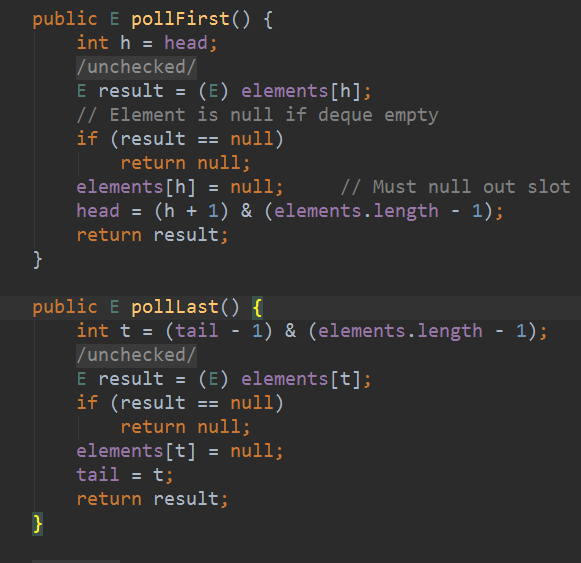 public E pollFirst() {
int h = head;
/unchecked/
E result = (E) elements[h];
// Element is null if deque empty
if (result == null)
return null;
elements[h] = null;     // Must null out slot
head = (h + 1) & (elements.length - 1);
return result;
}
public E pollLast() {
int t = (tail - 1) & (elements.length - 1);
/unchecked/
E result = (E) elements[t];
if (result == null)
return null;
elements[t] = null;
tail = t;
return result;
}